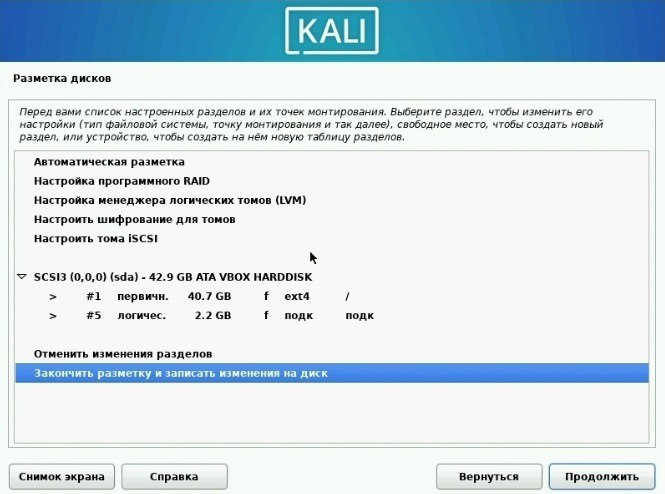 KALI
Разметка дисков
Перед вами список настроенных разделов и их точек монтирования. Выберите раздел, чтобы изменить его
настройки (тип файловой системы, точку монтирования и так далее), свободное место, чтобы создать новый
раздел, или устройство, чтобы создать на нём новую таблицу разделов.
Автоматическая разметка
Настройка программного RAID
Настройка менеджера логических томов (LVM)
Настроить шифрование для томов
Настроить тома iSCSI
SCSI3 (0,0,0) (sda) - 42.9 GB ATA VBOX HARDDISK
> #1 первичн. 40.7 GB f ext4 /
> #5 логичес. 2.2 GB f подк подк
Отменить изменения разделов
Закончить разметку и записать изменения на диск
Снимок экрана Справка Вернуться Продолжить